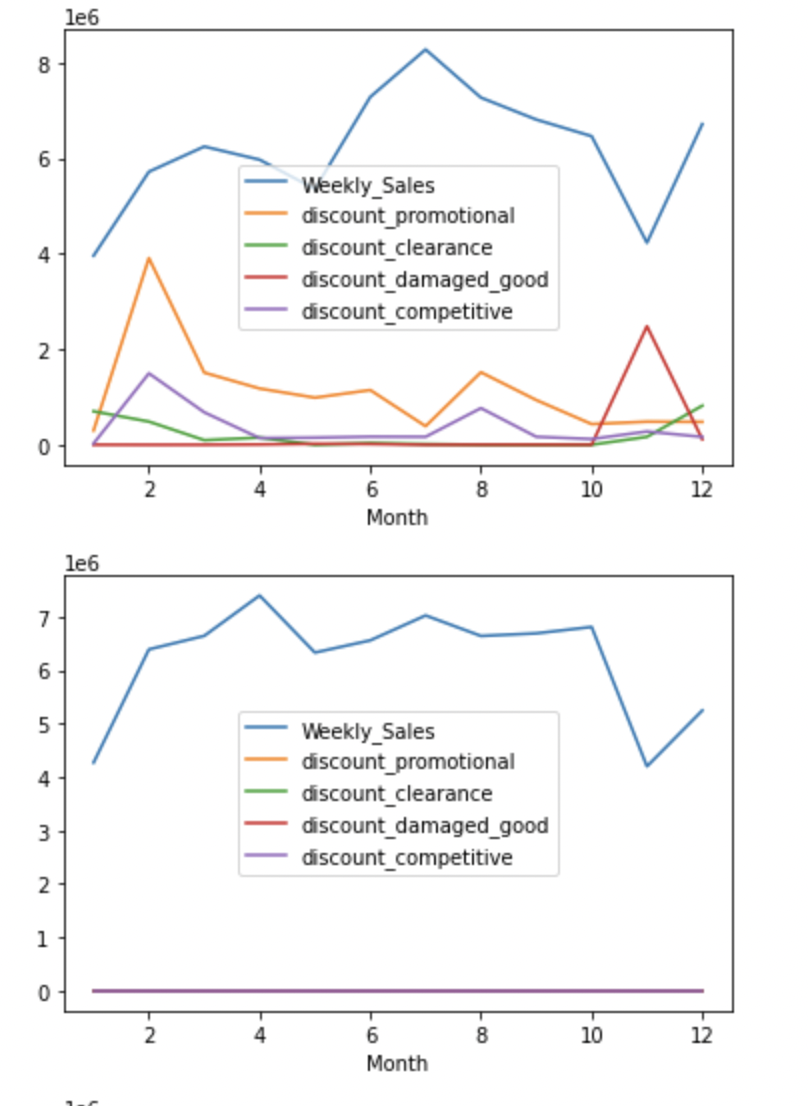 1e6
8
6
4
2
0
Weekly_Sales
discount_promotional
discount_clearance
discount_damaged_good
discount_competitive
2 4 6 8 10 12
Month
1e6
7
6
5
4
3
2
1
0
Weekly_Sales
discount_promotional
discount_clearance
discount_damaged_good
discount_competitive
2 4 6 8 10 12
Month